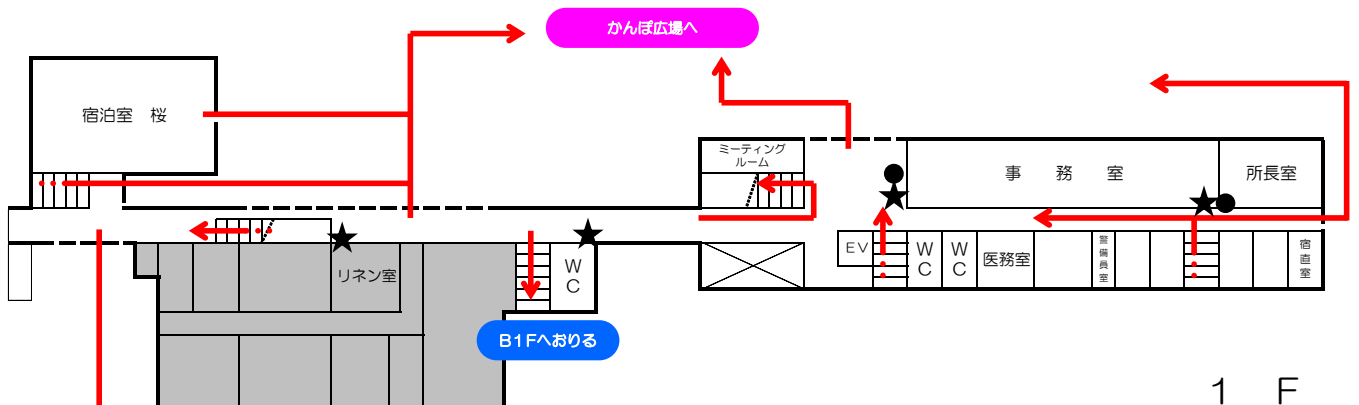 かんぽ広場へ
宿泊室 桜
ミーティング
ルーム
事 務 室
所長室
EV
WC
WC
医務室
警備員室
宿直室
リネン室
WC
B1Fへおりる
1 F